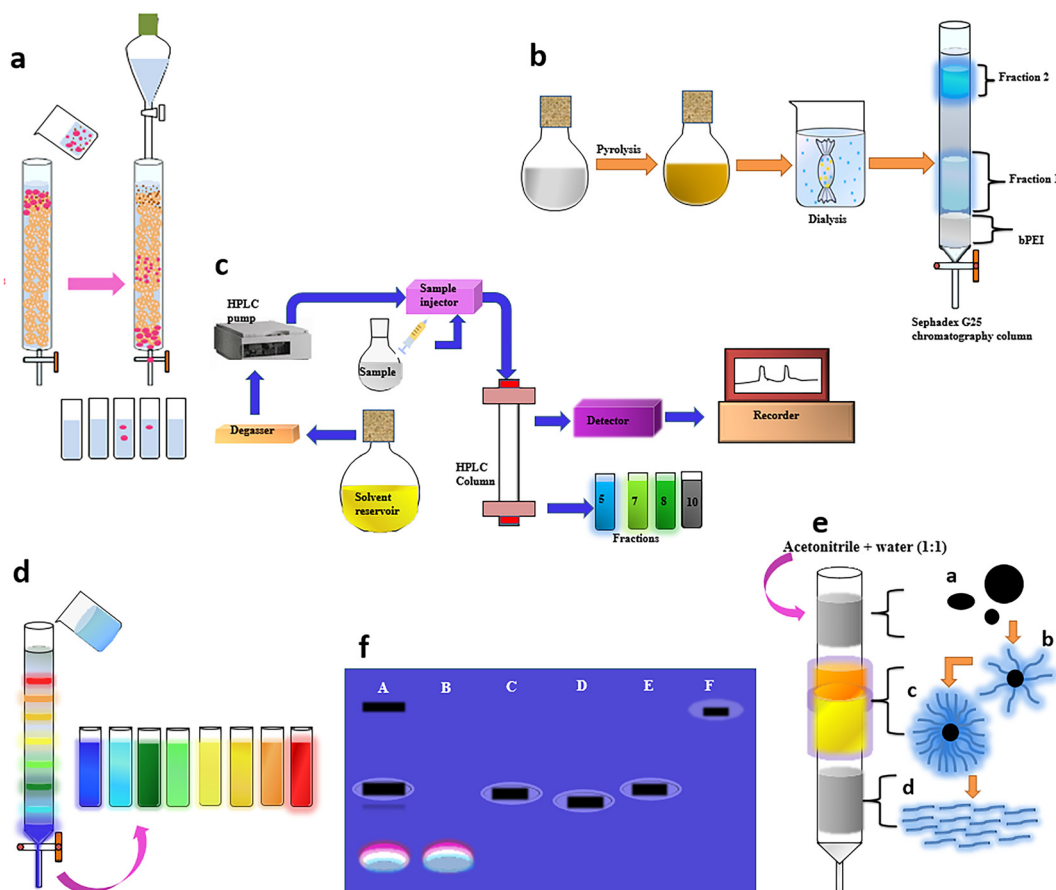 a
b
Pyrolysis
Dialysis
Fraction 2
Fraction 1
bPEI
Sephadex G25
chromatography column
c
HPLC
pump
Sample
injector
Sample
Degasser
Solvent
reservoir
HPLC
Column
Detector
Recorder
5
7
8
10
Fractions
d
e
Acetonitrile + water (1:1)
a
b
c
d
f
A B C D E F